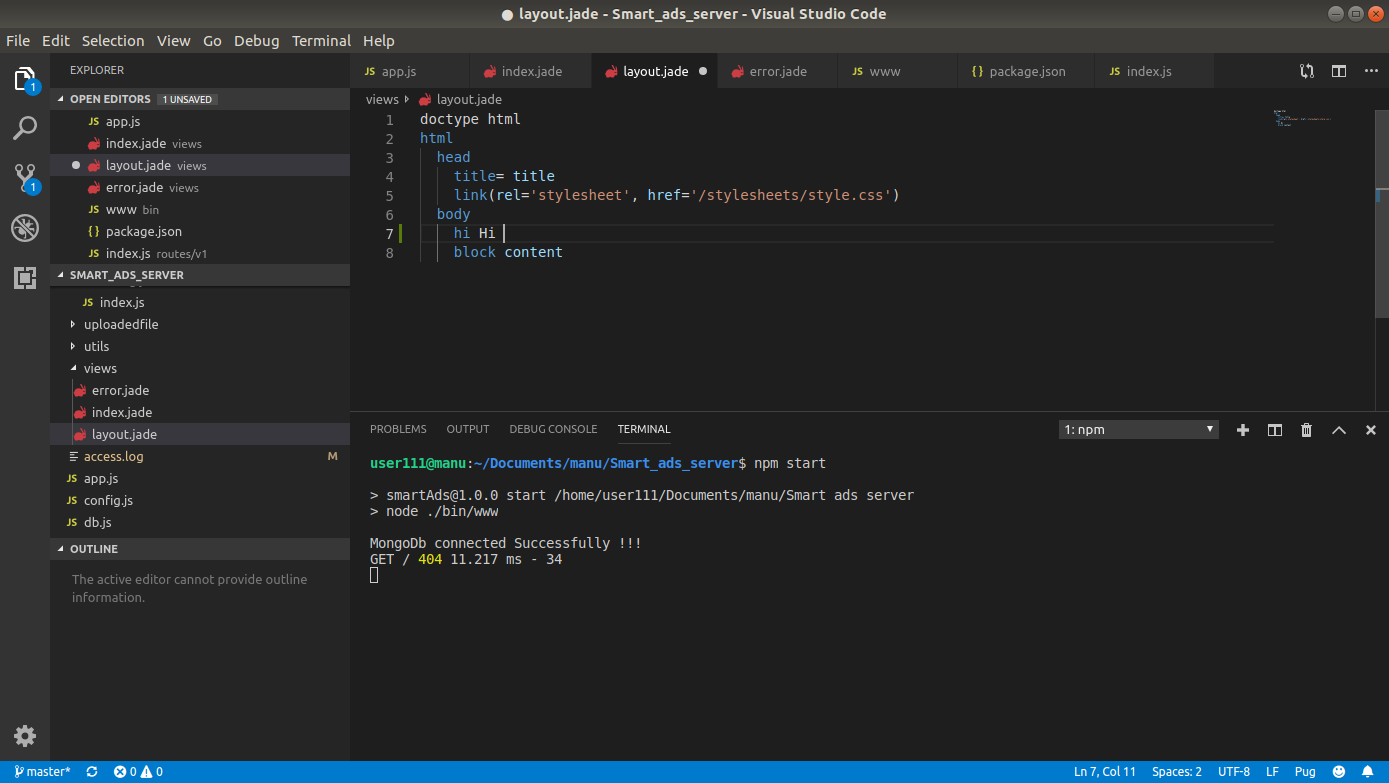 ● layout.jade - Smart_ads_server - Visual Studio Code
File Edit Selection View Go Debug Terminal Help
EXPLORER
OPEN EDITORS 1 UNSAVED
JS app.js
index.jade views
layout.jade views
error.jade views
JS www bin
{} package.json
JS index.js routes/v1
SMART_ADS_SERVER
JS index.js
uploadedfile
utils
views
error.jade
index.jade
layout.jade
access.log M
JS app.js
JS config.js
JS db.js
OUTLINE
The active editor cannot provide outline
information.
1
1
JS app.js index.jade layout.jade ● error.jade JS www {} package.json JS index.js
views layout.jade
1 doctype html
2 html
3 head
4 title= title
5 link(rel='stylesheet', href='/stylesheets/style.css')
6 body
7 hi Hi
8 block content
PROBLEMS OUTPUT DEBUG CONSOLE TERMINAL 1: npm
user111@manu:~/Documents/manu/Smart_ads_server$ npm start
> smartAds@1.0.0 start /home/user111/Documents/manu/Smart ads server
> node ./bin/www
MongoDb connected Successfully !!!
GET / 404 11.217 ms - 34
master* 0 0 Ln 7, Col 11 Spaces: 2 UTF-8 LF Pug